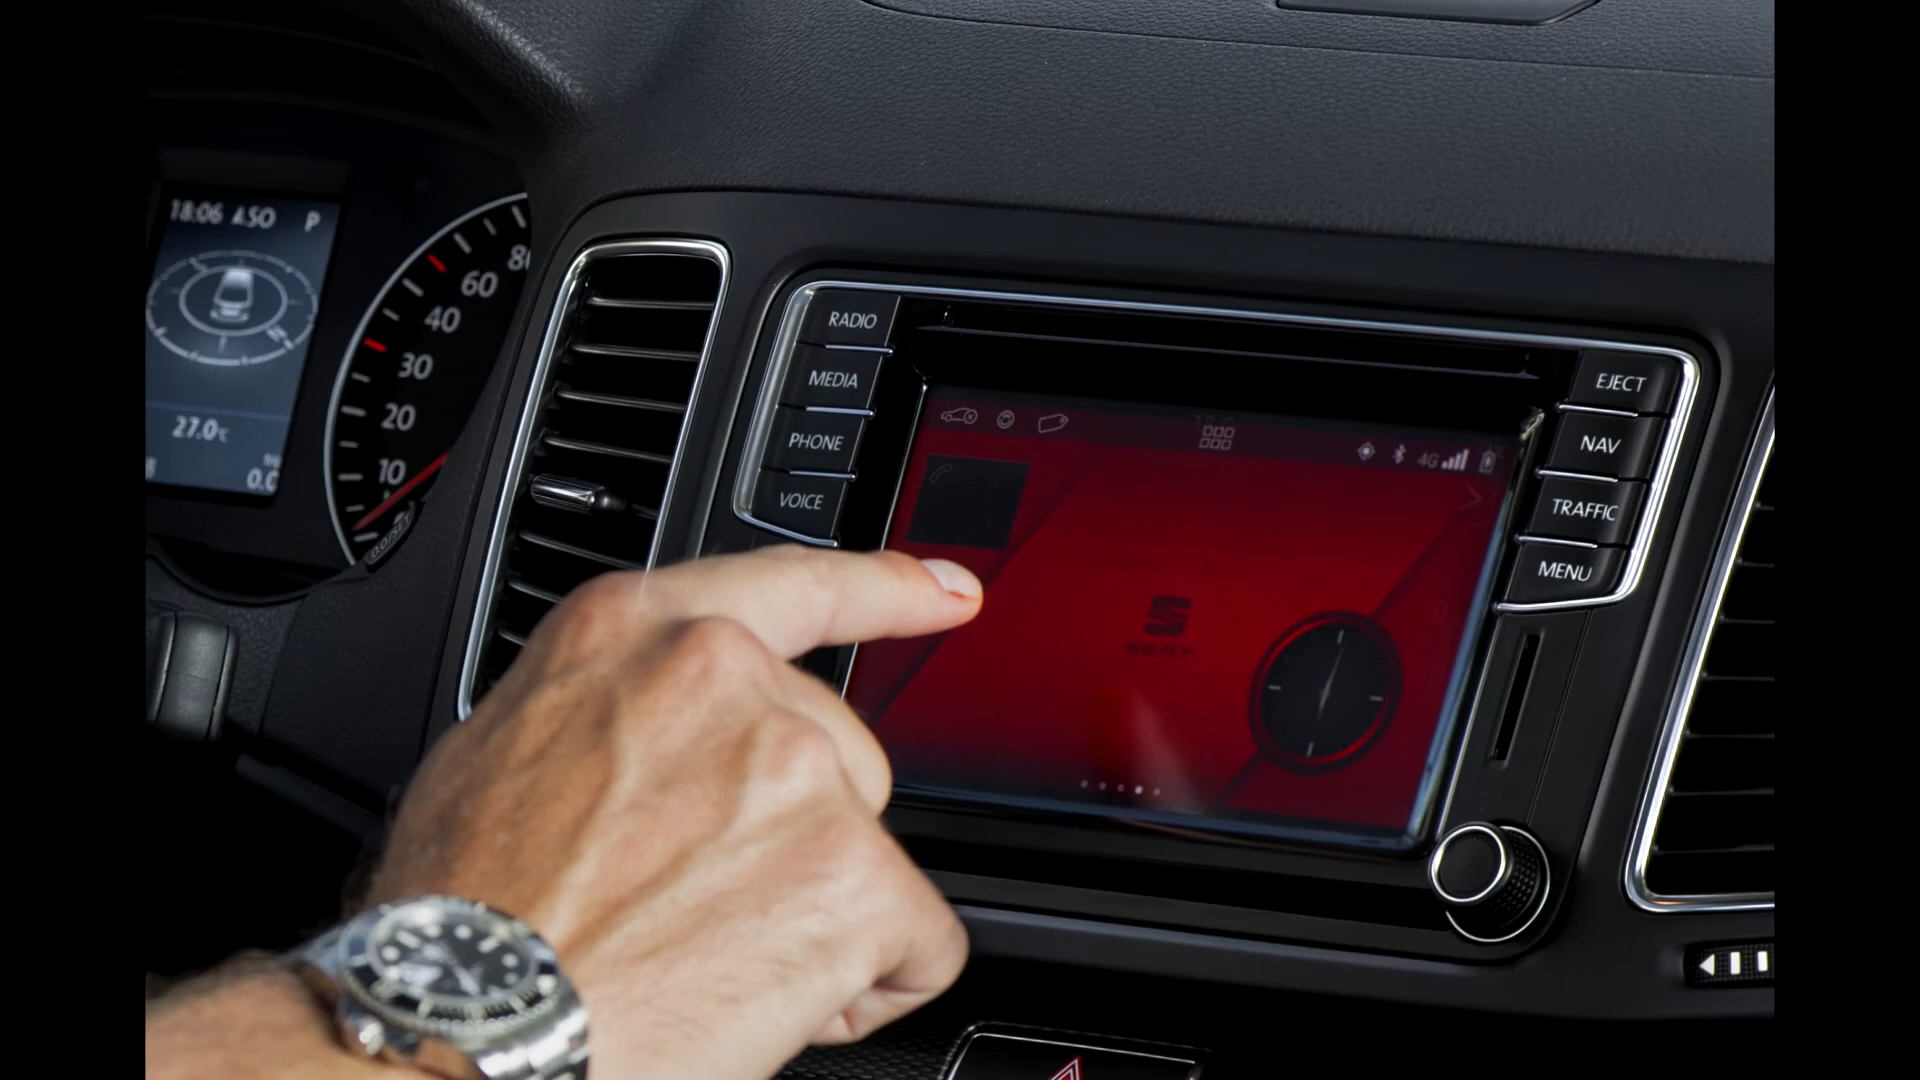 18:06
P
27.0°C
0.0
80
60
40
30
20
10
RADIO
MEDIA
PHONE
VOICE
4G
SEAT
EJECT
NAV
TRAFFIC
MENU